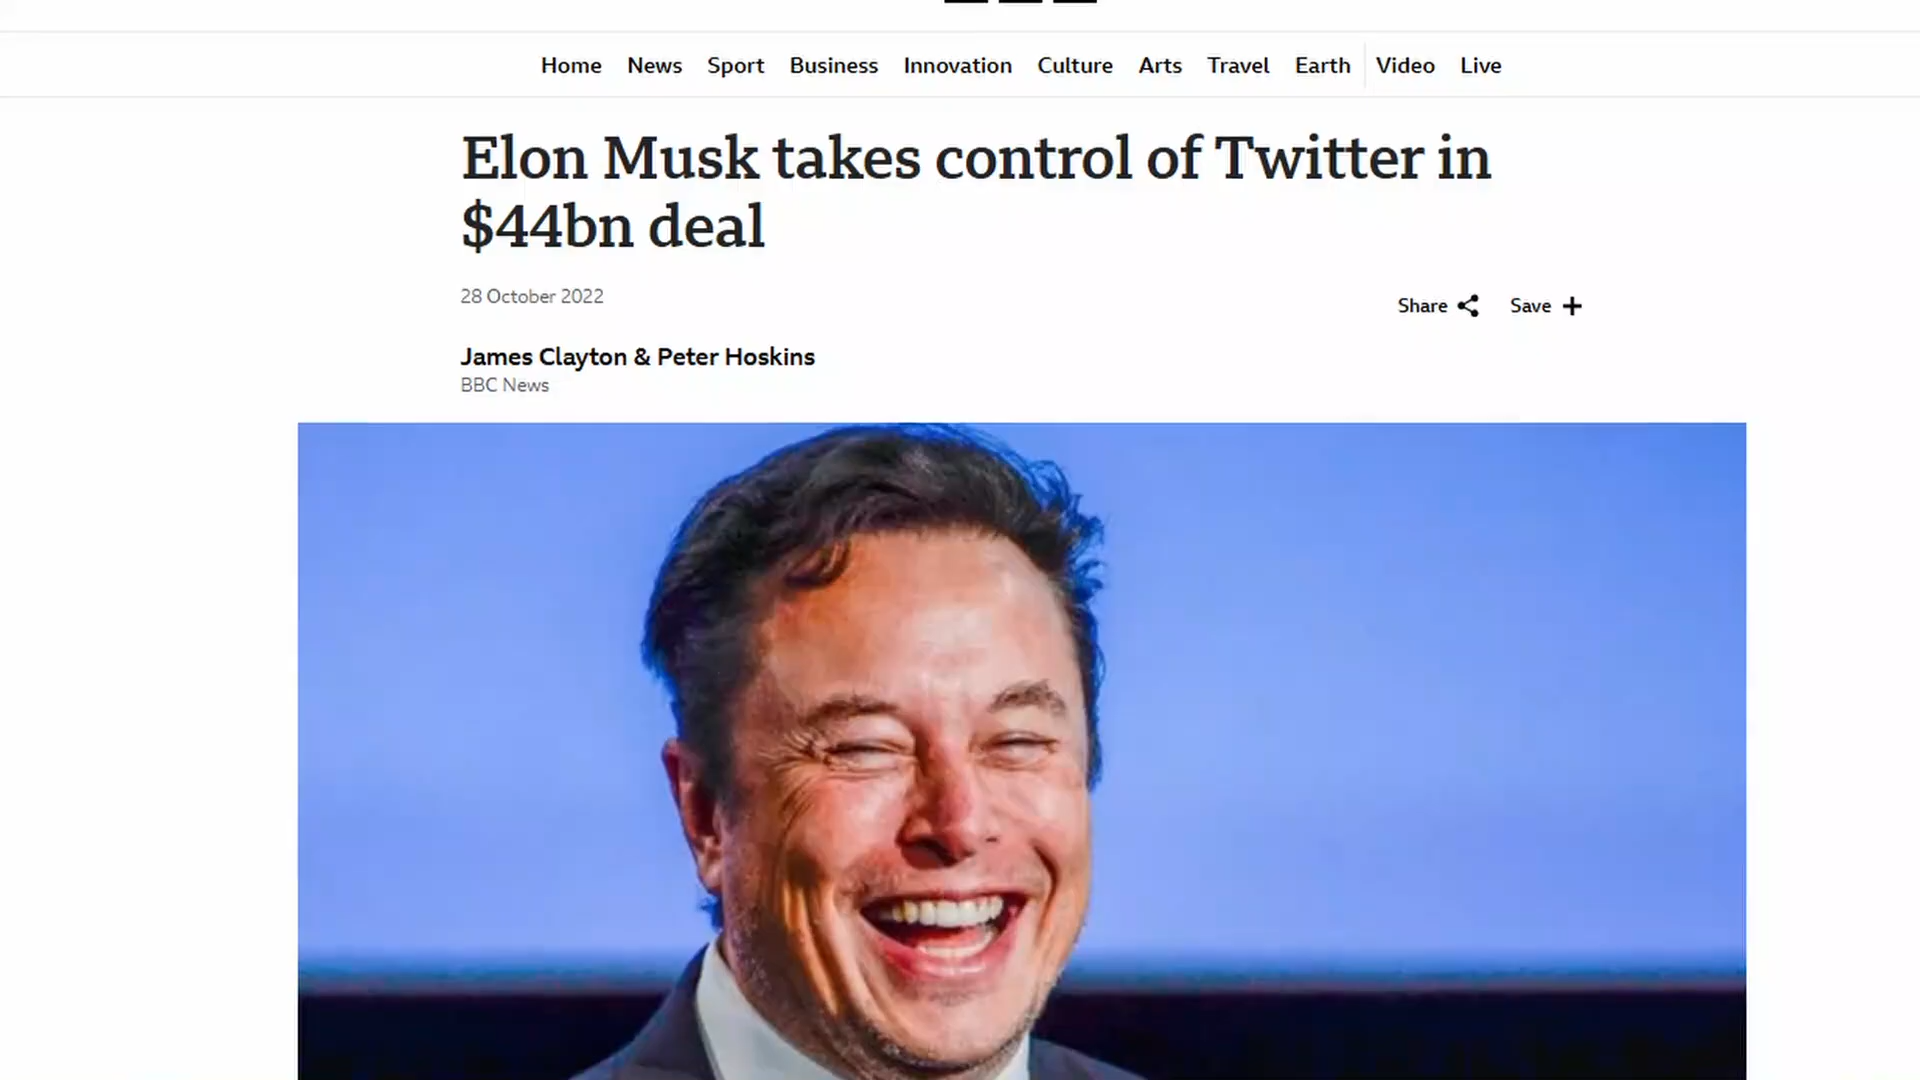 Home News Sport Business Innovation Culture Arts Travel Earth Video Live
Elon Musk takes control of Twitter in
$44bn deal
28 October 2022
Share Save
James Clayton & Peter Hoskins
BBC News